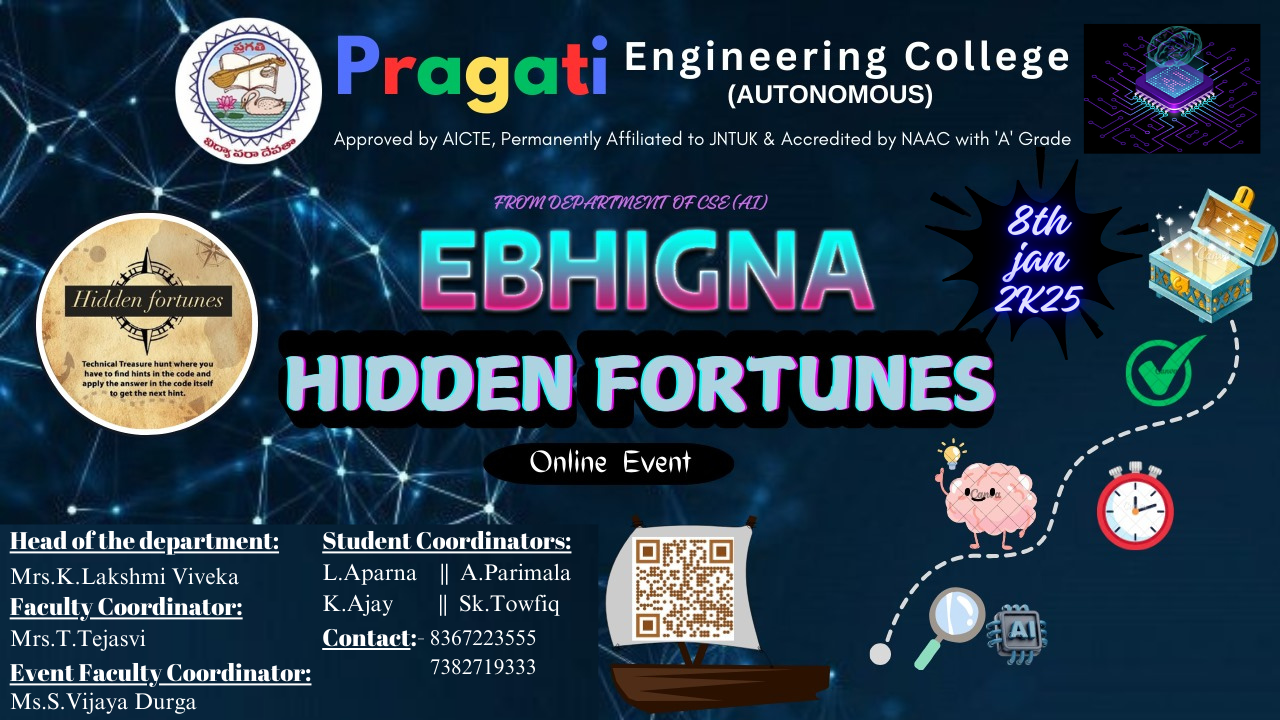 ప్రగతి
విద్యా పరా దేవతా
Pragati Engineering College
(AUTONOMOUS)
Approved by AICTE, Permanently Affiliated to JNTUK & Accredited by NAAC with 'A' Grade
FROM DEPARTMENT OF CSE(AI)
EBHIGNA
8th
jan
2K25
Hidden fortunes
Technical Treasure hunt where you
have to find hints in the code and
apply the answer in the code itself
to get the next hint.
HIDDEN FORTUNES
Online Event
Head of the department:
Mrs.K.Lakshmi Viveka
Faculty Coordinator:
Mrs.T.Tejasvi
Event Faculty Coordinator:
Ms.S.Vijaya Durga
Student Coordinators:
L.Aparna || A.Parimala
K.Ajay || Sk.Towfiq
Contact:- 8367223555
7382719333
Canva
AI